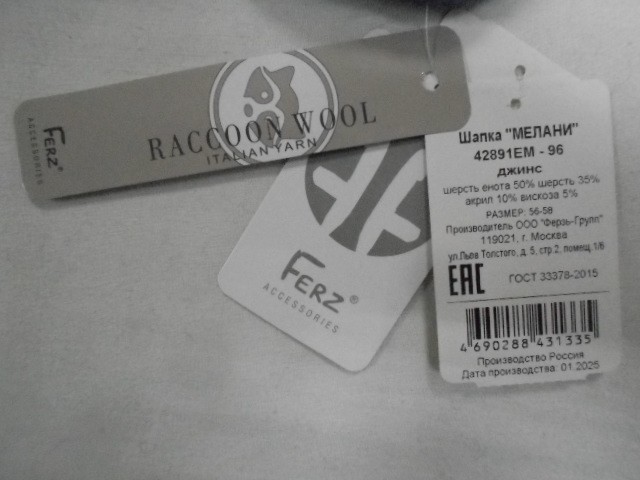 RACCOON WOOL
ITALIAN YARN
FERZ®
ACCESSORIES
FERZ®
ACCESSORIES
Шапка "МЕЛАНИ"
42891EM - 96
джинс
шерсть енота 50% шерсть 35%
акрил 10% вискоза 5%
РАЗМЕР: 56-58
Производитель ООО "Ферзь-Групп"
119021, г. Москва
ул.Льва Толстого, д. 5, стр.2, помещ. 1/6
EAC ГОСТ 33378-2015
4 690288 431335
Производство Россия
Дата производства: 01.2025